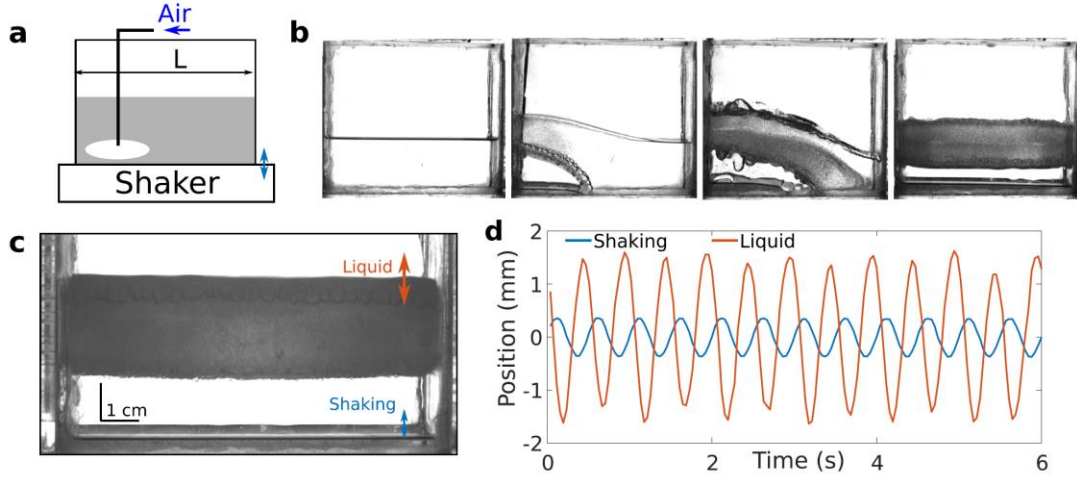 a
Air
L
Shaker
b
c
Liquid
Shaking
1 cm
d
Shaking
Liquid
Position (mm)
2
1
0
-1
-2
0
2
4
6
Time (s)